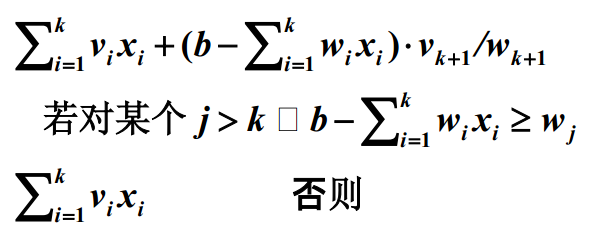 ∑_{i=1}^{k} v_i x_i + (b − ∑_{i=1}^{k} w_i x_i) · v_{k+1}/w_{k+1}
若对某个 j > k □ b − ∑_{i=1}^{k} w_i x_i ≥ w_j
∑_{i=1}^{k} v_i x_i 否则